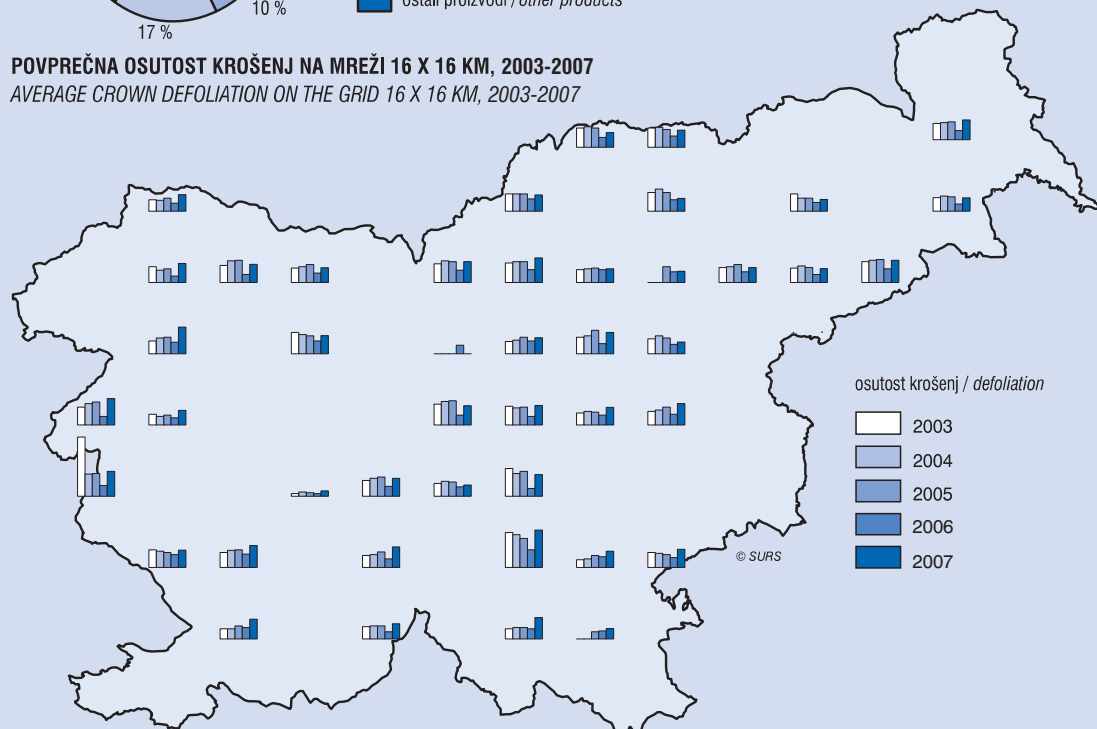 10 %
ostali proizvodi / other products
17 %
POVPREČNA OSUTOST KROŠENJ NA MREŽI 16 X 16 KM, 2003-2007
AVERAGE CROWN DEFOLIATION ON THE GRID 16 X 16 KM, 2003-2007
osutost krošenj / defoliation
2003
2004
2005
2006
2007
© SURS